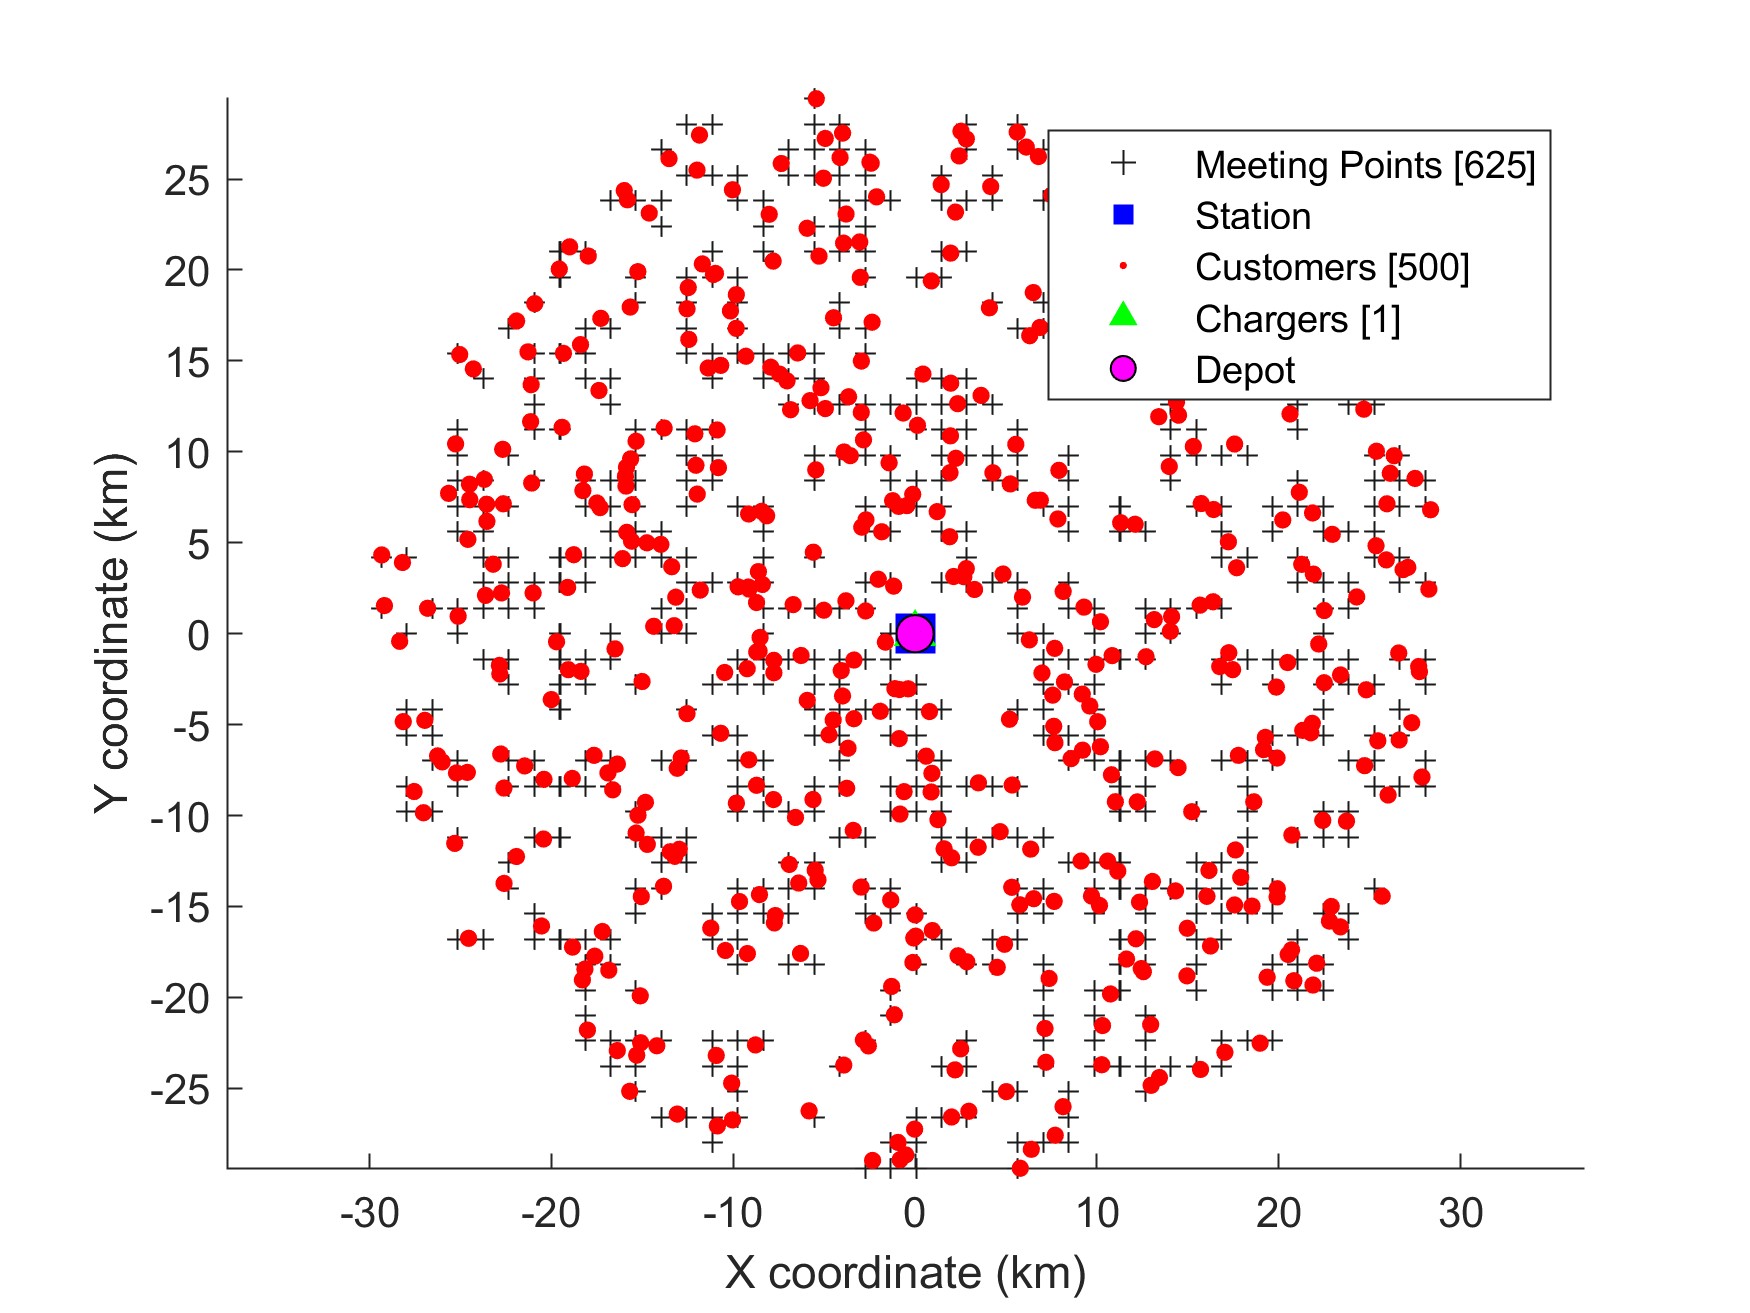 25
20
15
10
5
0
-5
-10
-15
-20
-25
Y coordinate (km)
Meeting Points [625]
Station
Customers [500]
Chargers [1]
Depot
-30 -20 -10 0 10 20 30
X coordinate (km)